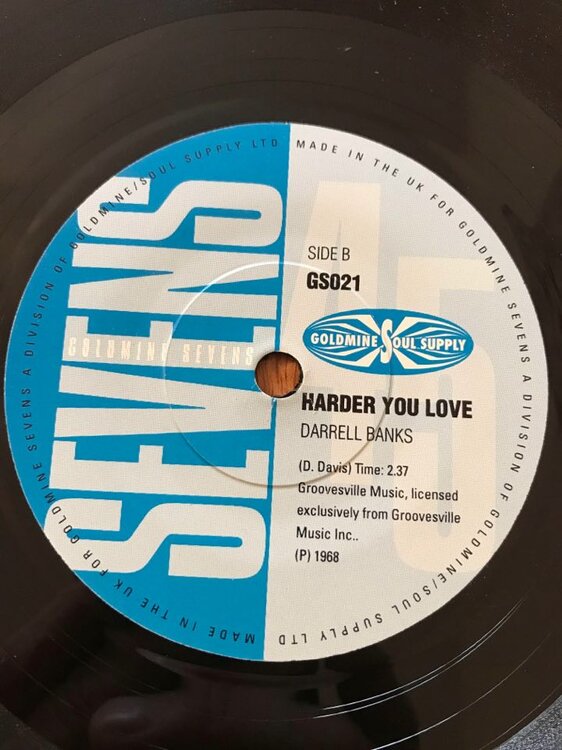 MADE IN THE UK FOR GOLDMINE SEVENS A DIVISION OF GOLDMINE/SOUL SUPPLY LTD
MADE IN THE UK FOR GOLDMINE SEVENS A DIVISION OF GOLDMINE/SOUL SUPPLY LTD
SEVENS
GOLDMINE SEVENS
45
SIDE B
GS021
GOLDMINE SOUL SUPPLY
HARDER YOU LOVE
DARRELL BANKS
(D. Davis) Time: 2.37
Groovesville Music, licensed
exclusively from Groovesville
Music Inc..
(P) 1968